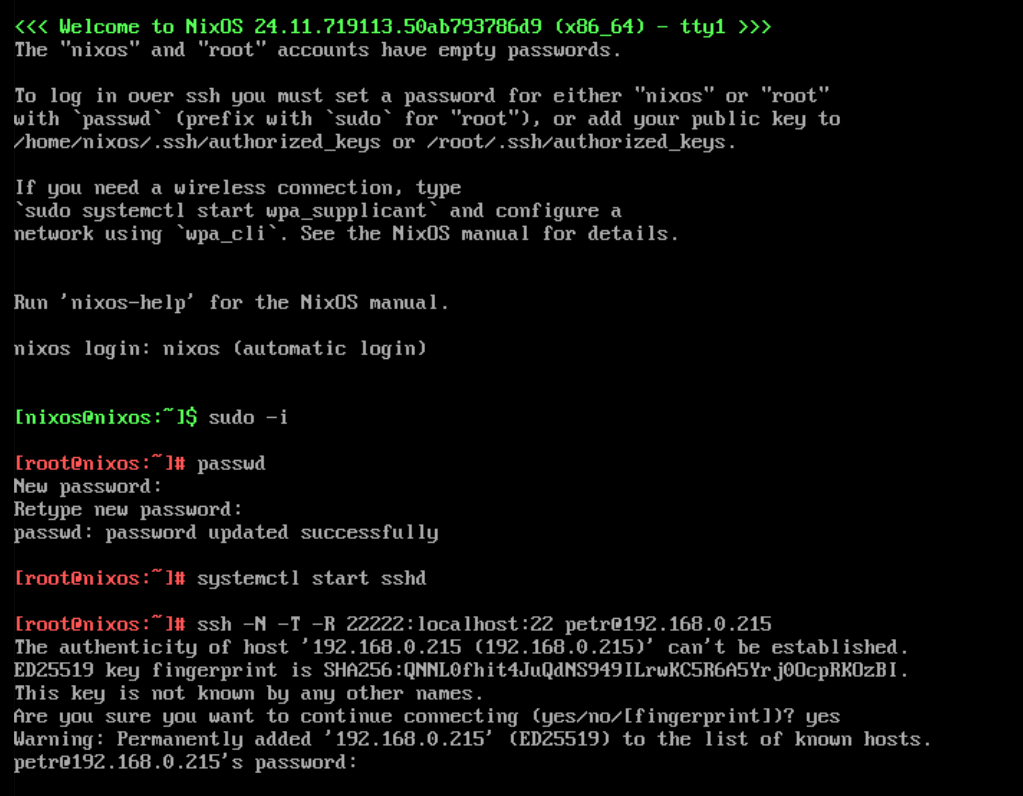 <<< Welcome to NixOS 24.11.719113.50ab793786d9 (x86_64) - tty1 >>>
The "nixos" and "root" accounts have empty passwords.
To log in over ssh you must set a password for either "nixos" or "root"
with `passwd` (prefix with `sudo` for "root"), or add your public key to
/home/nixos/.ssh/authorized_keys or /root/.ssh/authorized_keys.
If you need a wireless connection, type
`sudo systemctl start wpa_supplicant` and configure a
network using `wpa_cli`. See the NixOS manual for details.
Run 'nixos-help' for the NixOS manual.
nixos login: nixos (automatic login)
[nixos@nixos:~]$ sudo -i
[root@nixos:~]# passwd
New password:
Retype new password:
passwd: password updated successfully
[root@nixos:~]# systemctl start sshd
[root@nixos:~]# ssh -N -T -R 22222:localhost:22 petr@192.168.0.215
The authenticity of host '192.168.0.215 (192.168.0.215)' can't be established.
ED25519 key fingerprint is SHA256:QNNL0fhit4JuQdNS949ILrwKC5R6A5Yrj0OcpRKOzBI.
This key is not known by any other names.
Are you sure you want to continue connecting (yes/no/[fingerprint])? yes
Warning: Permanently added '192.168.0.215' (ED25519) to the list of known hosts.
petr@192.168.0.215's password: